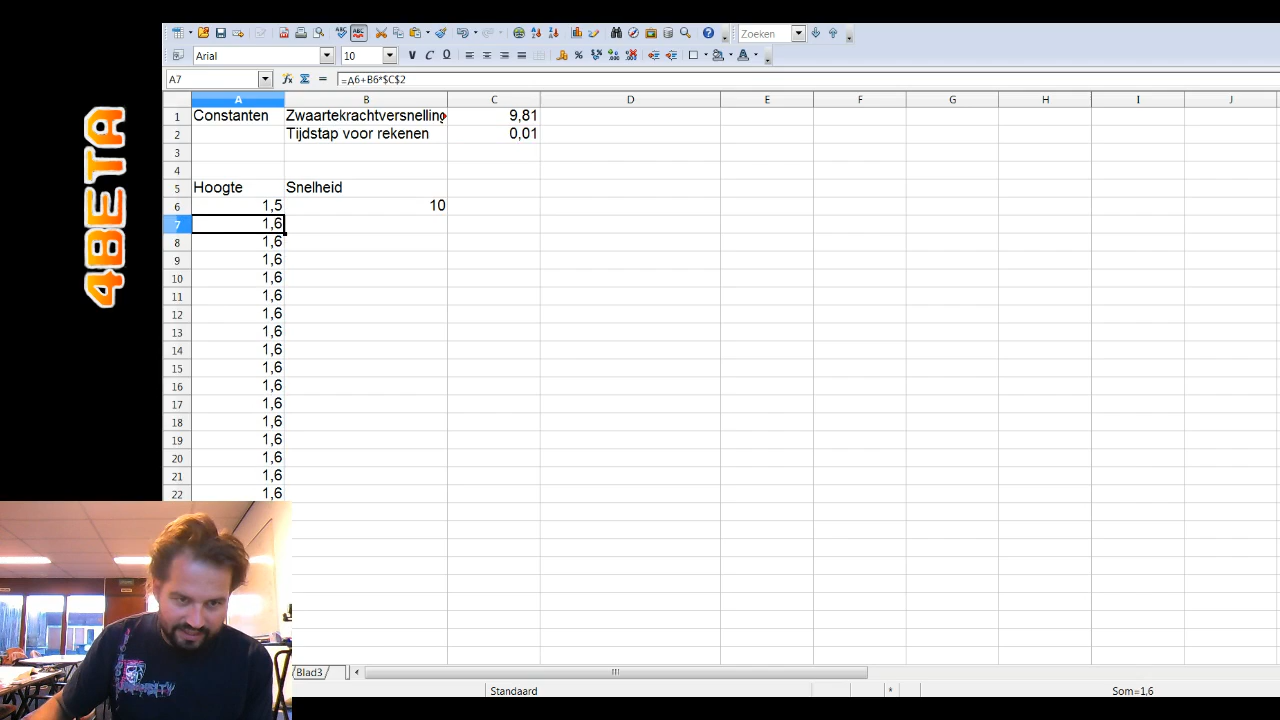 4BETA
Zoeken
Arial
10
A7
=A6+B6*$C$2
A B C D E F G H I J
1 Constanten Zwaartekrachtversnelling 9,81
2 Tijdstap voor rekenen 0,01
3
4
5 Hoogte Snelheid
6 1,5 10
7 1,6
8 1,6
9 1,6
10 1,6
11 1,6
12 1,6
13 1,6
14 1,6
15 1,6
16 1,6
17 1,6
18 1,6
19 1,6
20 1,6
21 1,6
22 1,6
Blad3
Standaard * Som=1,6